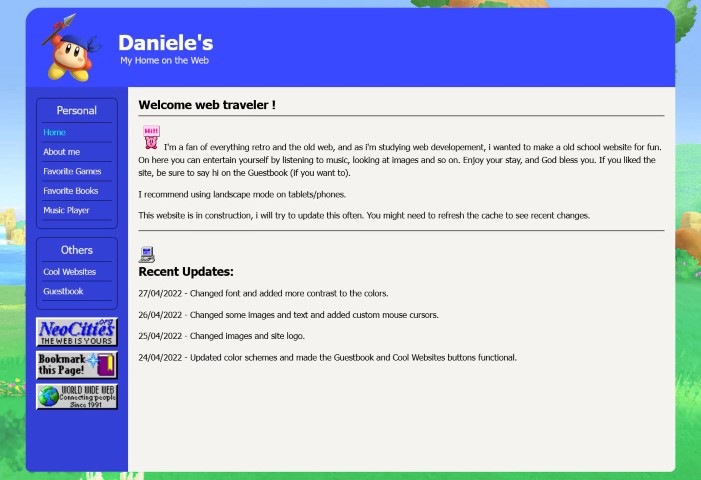 Daniele's
My Home on the Web
Personal
Home
About me
Favorite Games
Favorite Books
Music Player
Others
Cool Websites
Guestbook
NeoCities.org
THE WEB IS YOURS
Bookmark
this Page!
WORLD WIDE WEB
Connecting people
Since 1991
Welcome web traveler !
Hi!!
I'm a fan of everything retro and the old web, and as i'm studying web developement, i wanted to make a old school website for fun.
On here you can entertain yourself by listening to music, looking at images and so on. Enjoy your stay, and God bless you. If you liked the
site, be sure to say hi on the Guestbook (if you want to).
I recommend using landscape mode on tablets/phones.
This website is in construction, i will try to update this often. You might need to refresh the cache to see recent changes.
Recent Updates:
27/04/2022 - Changed font and added more contrast to the colors.
26/04/2022 - Changed some images and text and added custom mouse cursors.
25/04/2022 - Changed images and site logo.
24/04/2022 - Updated color schemes and made the Guestbook and Cool Websites buttons functional.